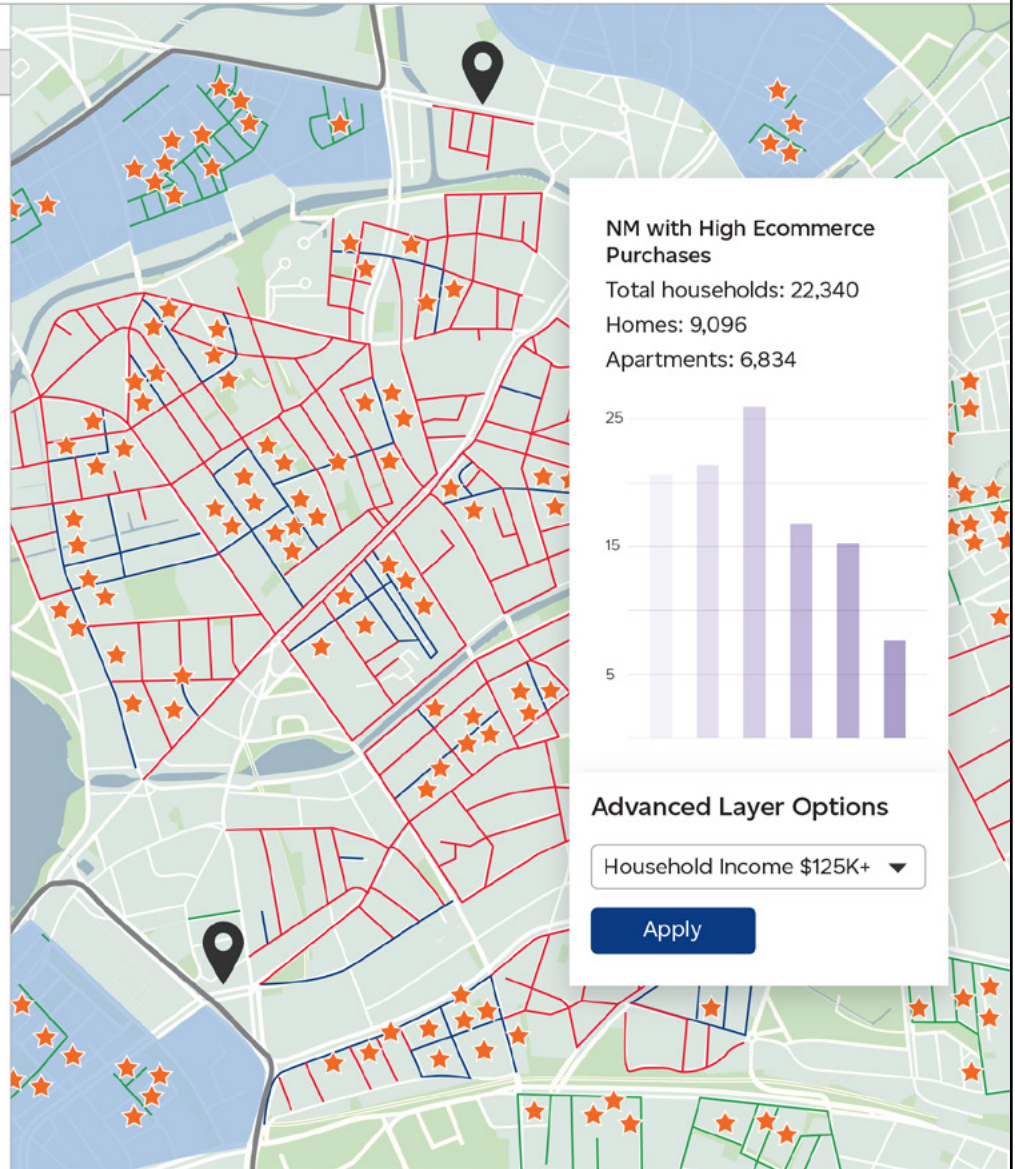 NM with High Ecommerce
Purchases
Total households: 22,340
Homes: 9,096
Apartments: 6,834
25
15
5
Advanced Layer Options
Household Income $125K+
Apply